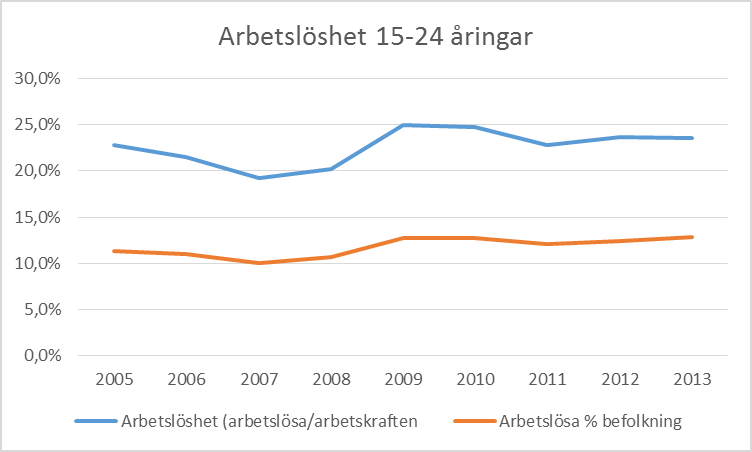 Arbetslöshet 15-24 åringar
30,0%
25,0%
20,0%
15,0%
10,0%
5,0%
0,0%
2005 2006 2007 2008 2009 2010 2011 2012 2013
Arbetslöshet (arbetslösa/arbetskraften Arbetslösa % befolkning